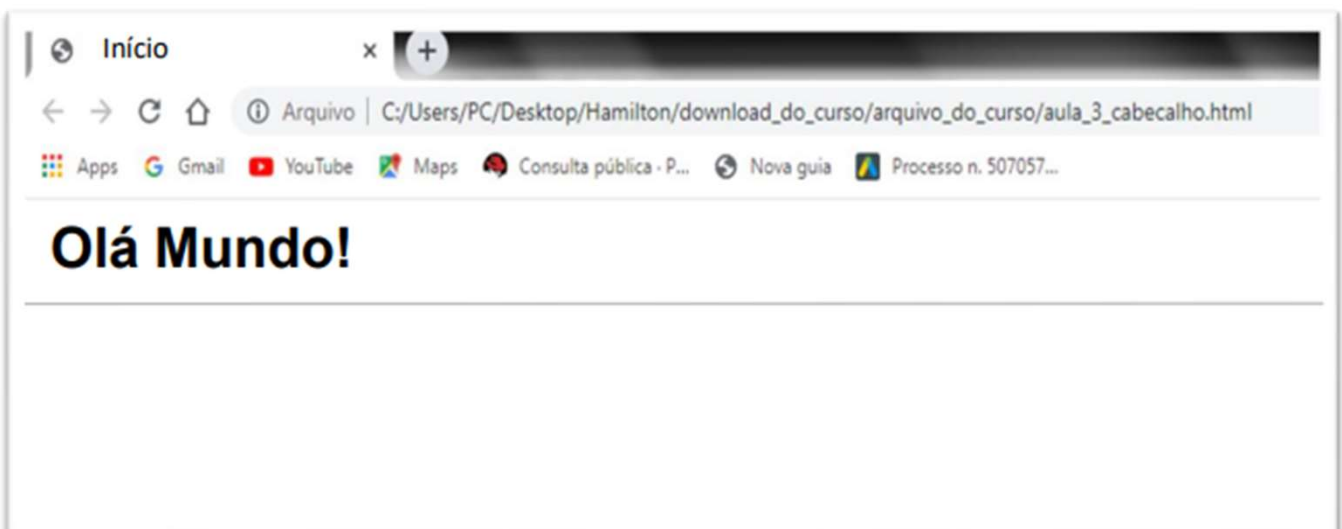 Início
Arquivo C:/Users/PC/Desktop/Hamilton/download_do_curso/arquivo_do_curso/aula_3_cabecalho.html
Apps Gmail YouTube Maps Consulta pública - P... Nova guia Processo n. 507057...
Olá Mundo!